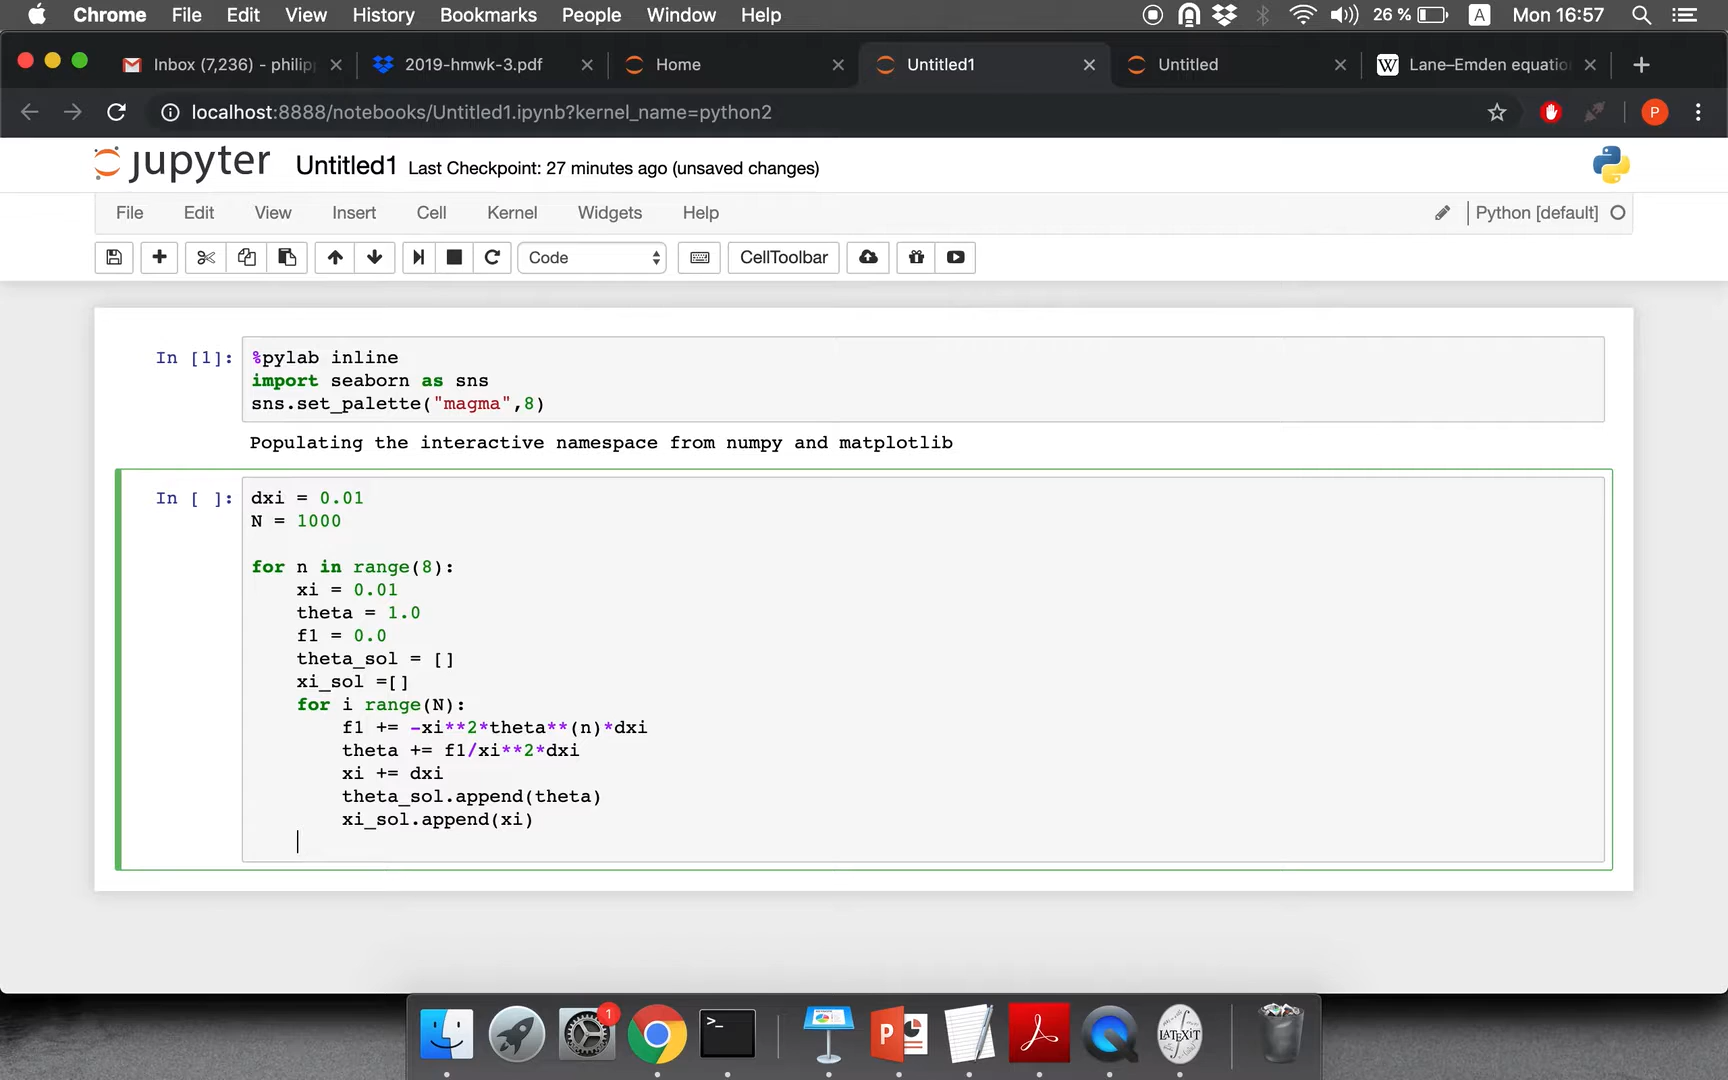 Chrome File Edit View History Bookmarks People Window Help 26 % A Mon 16:57
Inbox (7,236) - philip 2019-hmwk-3.pdf Home Untitled1 Untitled W Lane–Emden equatio
localhost:8888/notebooks/Untitled1.ipynb?kernel_name=python2 P
jupyter Untitled1 Last Checkpoint: 27 minutes ago (unsaved changes)
File Edit View Insert Cell Kernel Widgets Help Python [default]
Code CellToolbar
In [1]: %pylab inline
import seaborn as sns
sns.set_palette("magma",8)
Populating the interactive namespace from numpy and matplotlib
In [ ]: dxi = 0.01
N = 1000
for n in range(8):
xi = 0.01
theta = 1.0
f1 = 0.0
theta_sol = []
xi_sol =[]
for i range(N):
f1 += -xi**2*theta**(n)*dxi
theta += f1/xi**2*dxi
xi += dxi
theta_sol.append(theta)
xi_sol.append(xi)
1
>_
P
LATEXiT